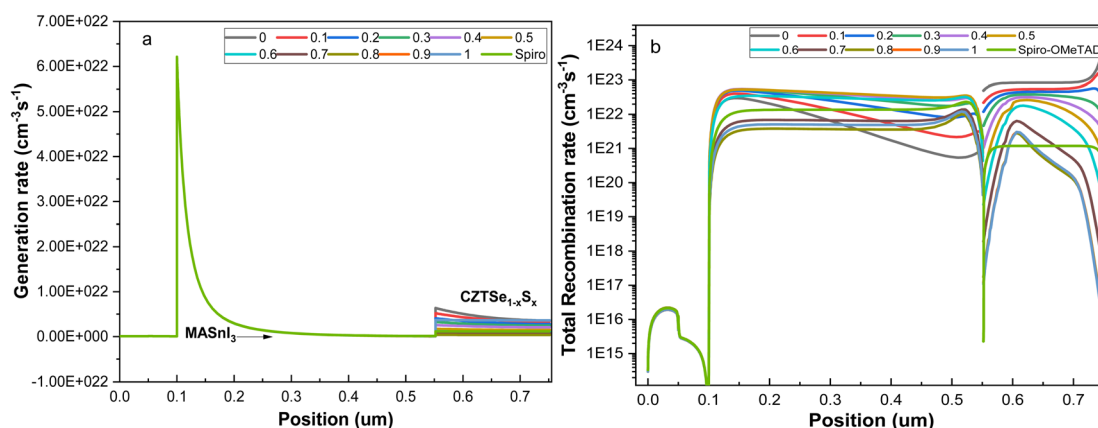 a
0 0.1 0.2 0.3 0.4 0.5
0.6 0.7 0.8 0.9 1 Spiro
7.00E+022
6.00E+022
5.00E+022
4.00E+022
3.00E+022
2.00E+022
1.00E+022
0.00E+000
-1.00E+022
Generation rate (cm-3s-1)
MASnI3
CZTSe1-xSx
0.0 0.1 0.2 0.3 0.4 0.5 0.6 0.7
Position (um)
b
0 0.1 0.2 0.3 0.4 0.5
0.6 0.7 0.8 0.9 1 Spiro-OMeTAD
1E24
1E23
1E22
1E21
1E20
1E19
1E18
1E17
1E16
1E15
Total Recombination rate (cm-3s-1)
0.0 0.1 0.2 0.3 0.4 0.5 0.6 0.7
Position (um)